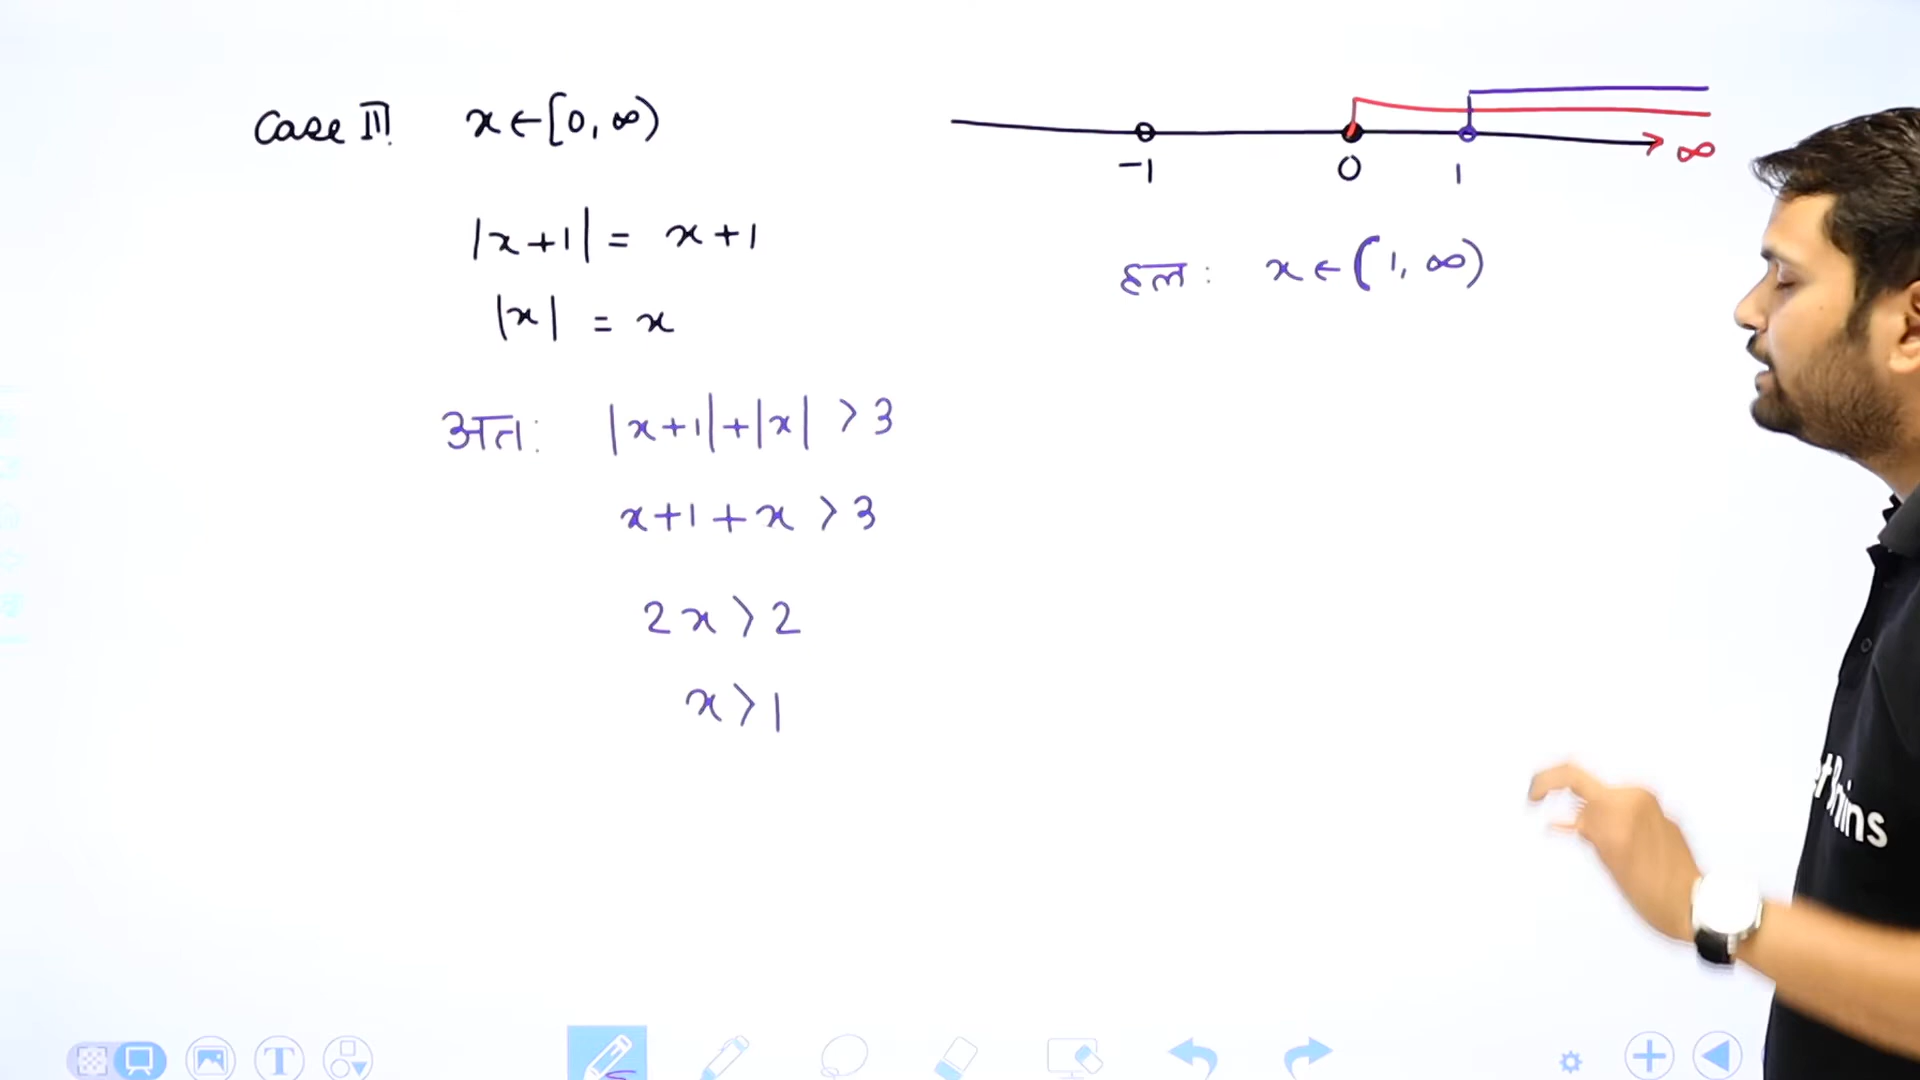 Case III x ∈ [0, ∞)
|x+1| = x+1
|x| = x
अतः |x+1|+|x| > 3
x+1+x > 3
2x > 2
x > 1
-1 0 1 ∞
हल: x ∈ (1, ∞)
T